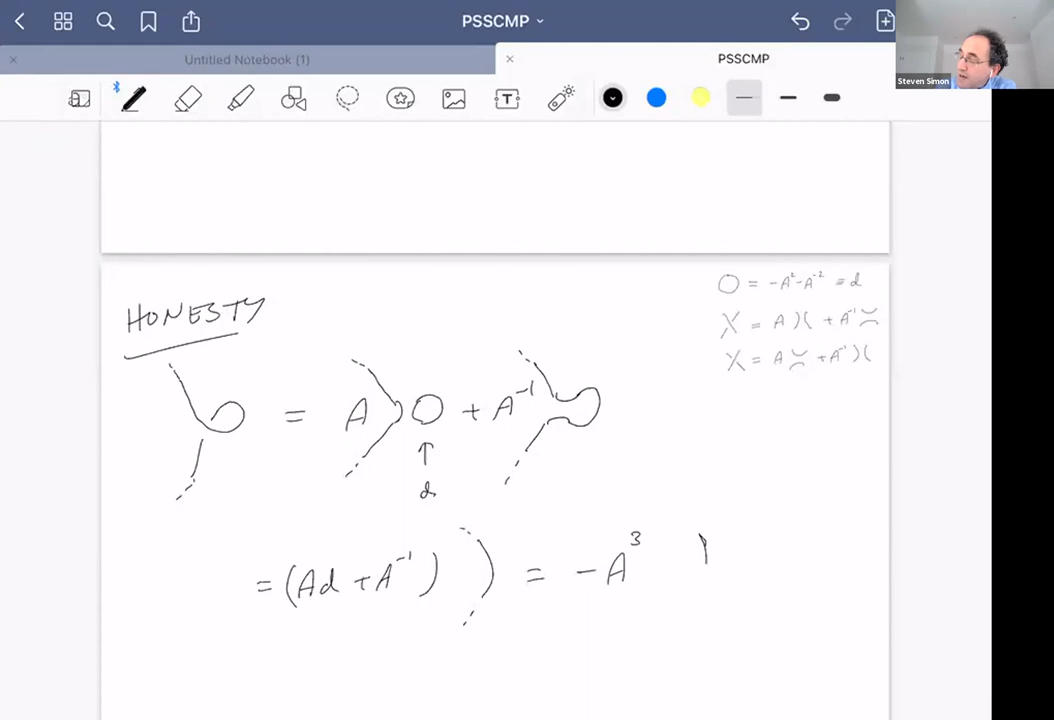 PSSCMP
Untitled Notebook (1)
PSSCMP
Steven Simon
HONESTY
O = -A² - A⁻² = d
X = A )( + A⁻¹ ≍
X = A ≍ + A⁻¹ )(
= A ) O + A⁻¹
↑
d
= (Ad + A⁻¹) ) = -A³